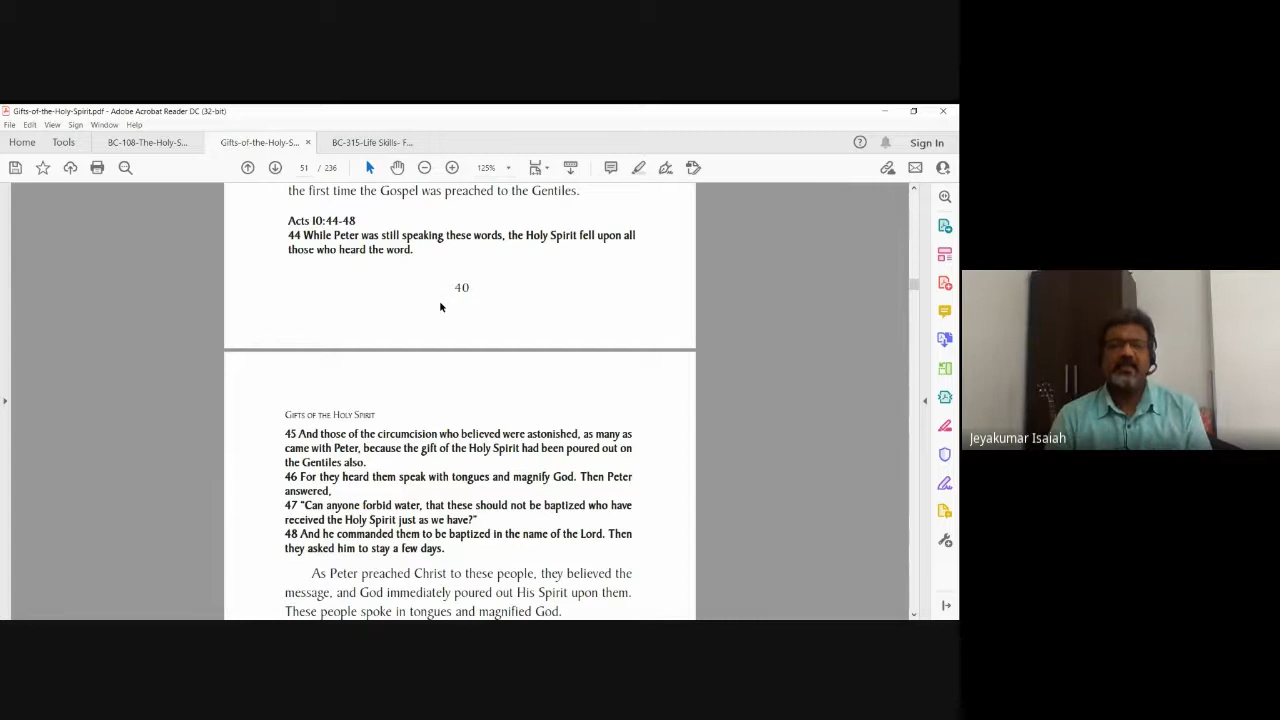 Gifts-of-the-Holy-Spirit.pdf - Adobe Acrobat Reader DC (32-bit)
File Edit View Sign Window Help
Home Tools BC-108-The-Holy-S... Gifts-of-the-Holy-S... × BC-315-Life Skills- F... Sign In
51 / 236 125%
the first time the Gospel was preached to the Gentiles.
Acts 10:44-48
44 While Peter was still speaking these words, the Holy Spirit fell upon all
those who heard the word.
40
GIFTS OF THE HOLY SPIRIT
45 And those of the circumcision who believed were astonished, as many as
came with Peter, because the gift of the Holy Spirit had been poured out on
the Gentiles also.
46 For they heard them speak with tongues and magnify God. Then Peter
answered,
47 “Can anyone forbid water, that these should not be baptized who have
received the Holy Spirit just as we have?”
48 And he commanded them to be baptized in the name of the Lord. Then
they asked him to stay a few days.
As Peter preached Christ to these people, they believed the
message, and God immediately poured out His Spirit upon them.
These people spoke in tongues and magnified God.
Jeyakumar Isaiah